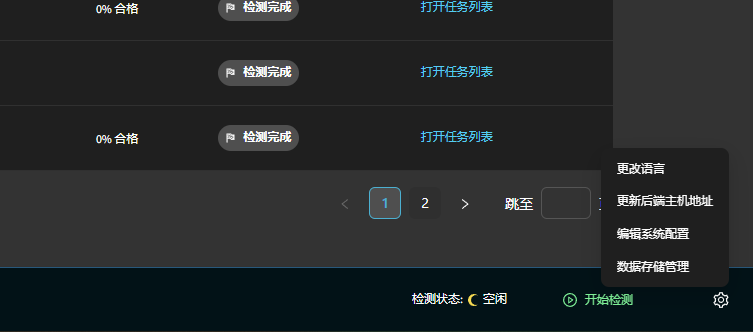 0% 合格 检测完成 打开任务列表
检测完成 打开任务列表
0% 合格 检测完成 打开任务列表
1 2 跳至
更改语言
更新后端主机地址
编辑系统配置
数据存储管理
检测状态: 空闲 开始检测